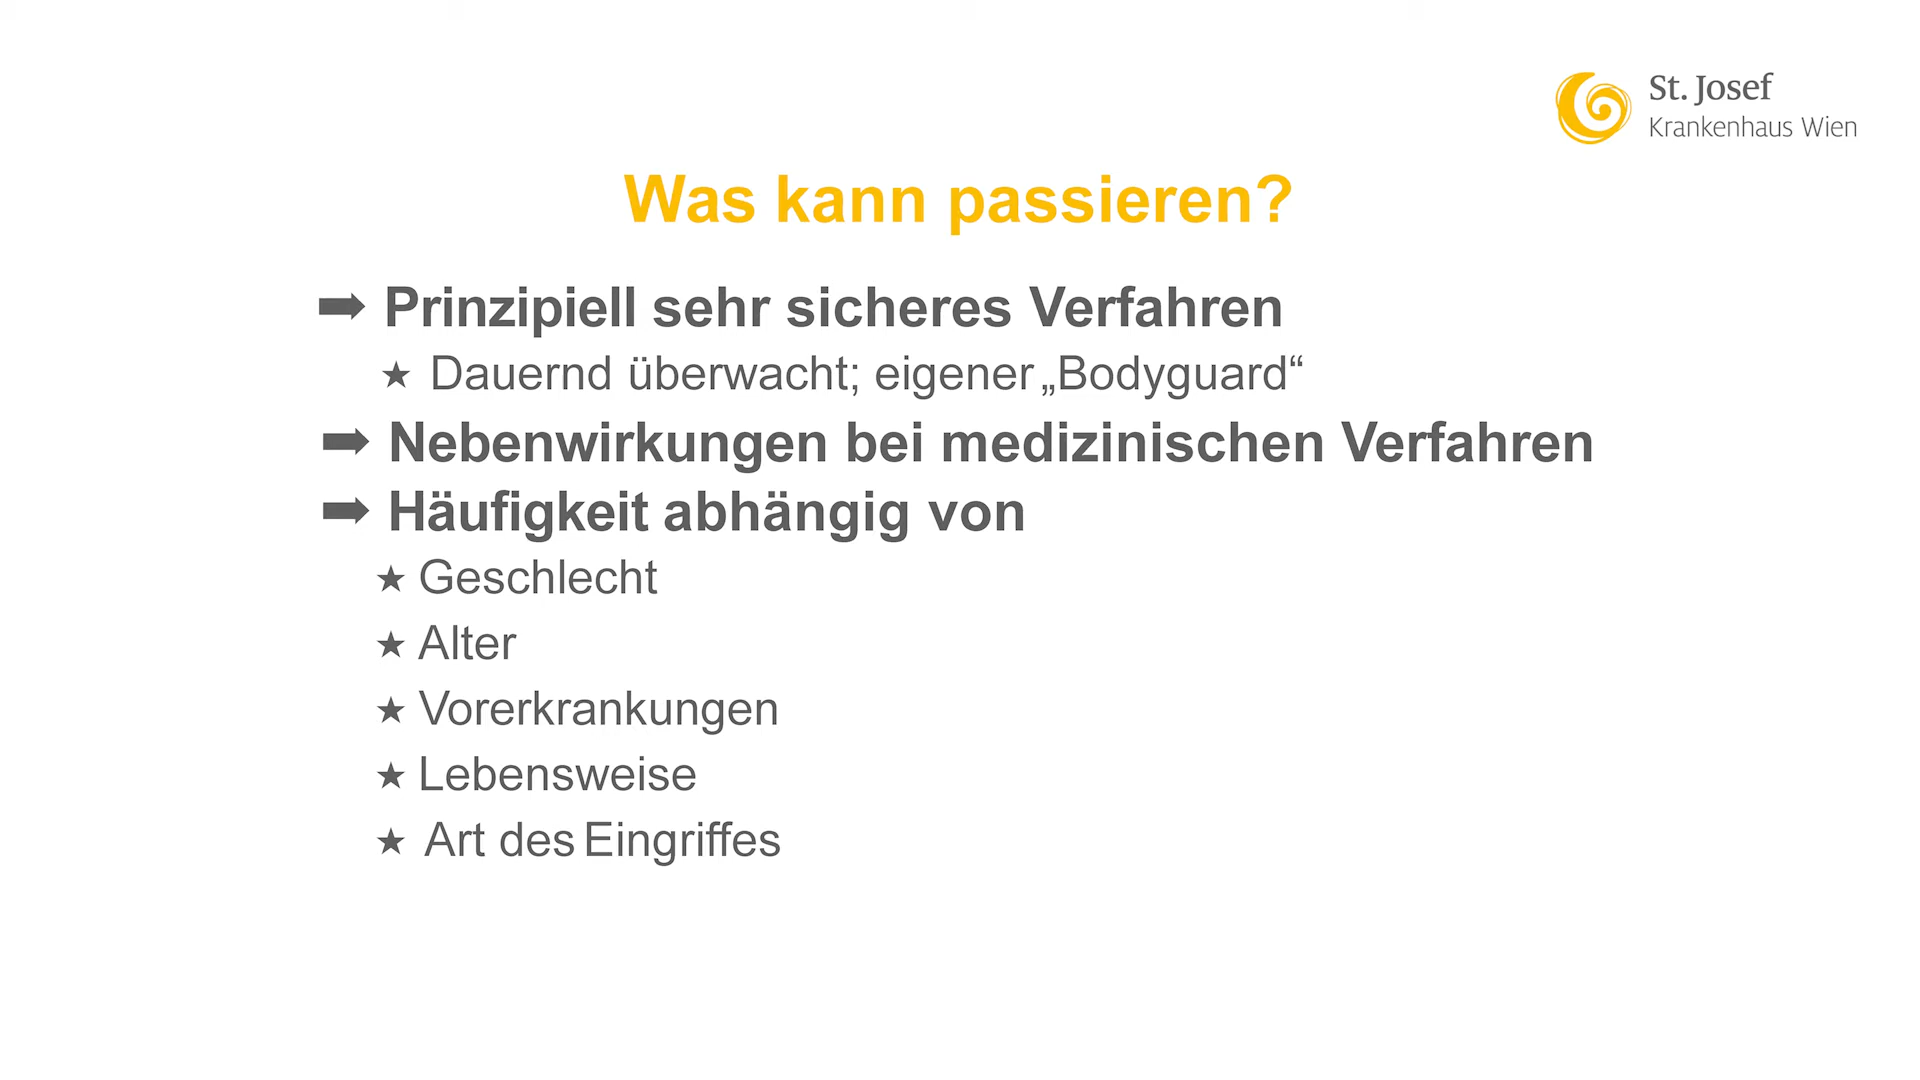 St. Josef
Krankenhaus Wien
Was kann passieren?
➡ Prinzipiell sehr sicheres Verfahren
★ Dauernd überwacht; eigener „Bodyguard“
➡ Nebenwirkungen bei medizinischen Verfahren
➡ Häufigkeit abhängig von
★ Geschlecht
★ Alter
★ Vorerkrankungen
★ Lebensweise
★ Art des Eingriffes